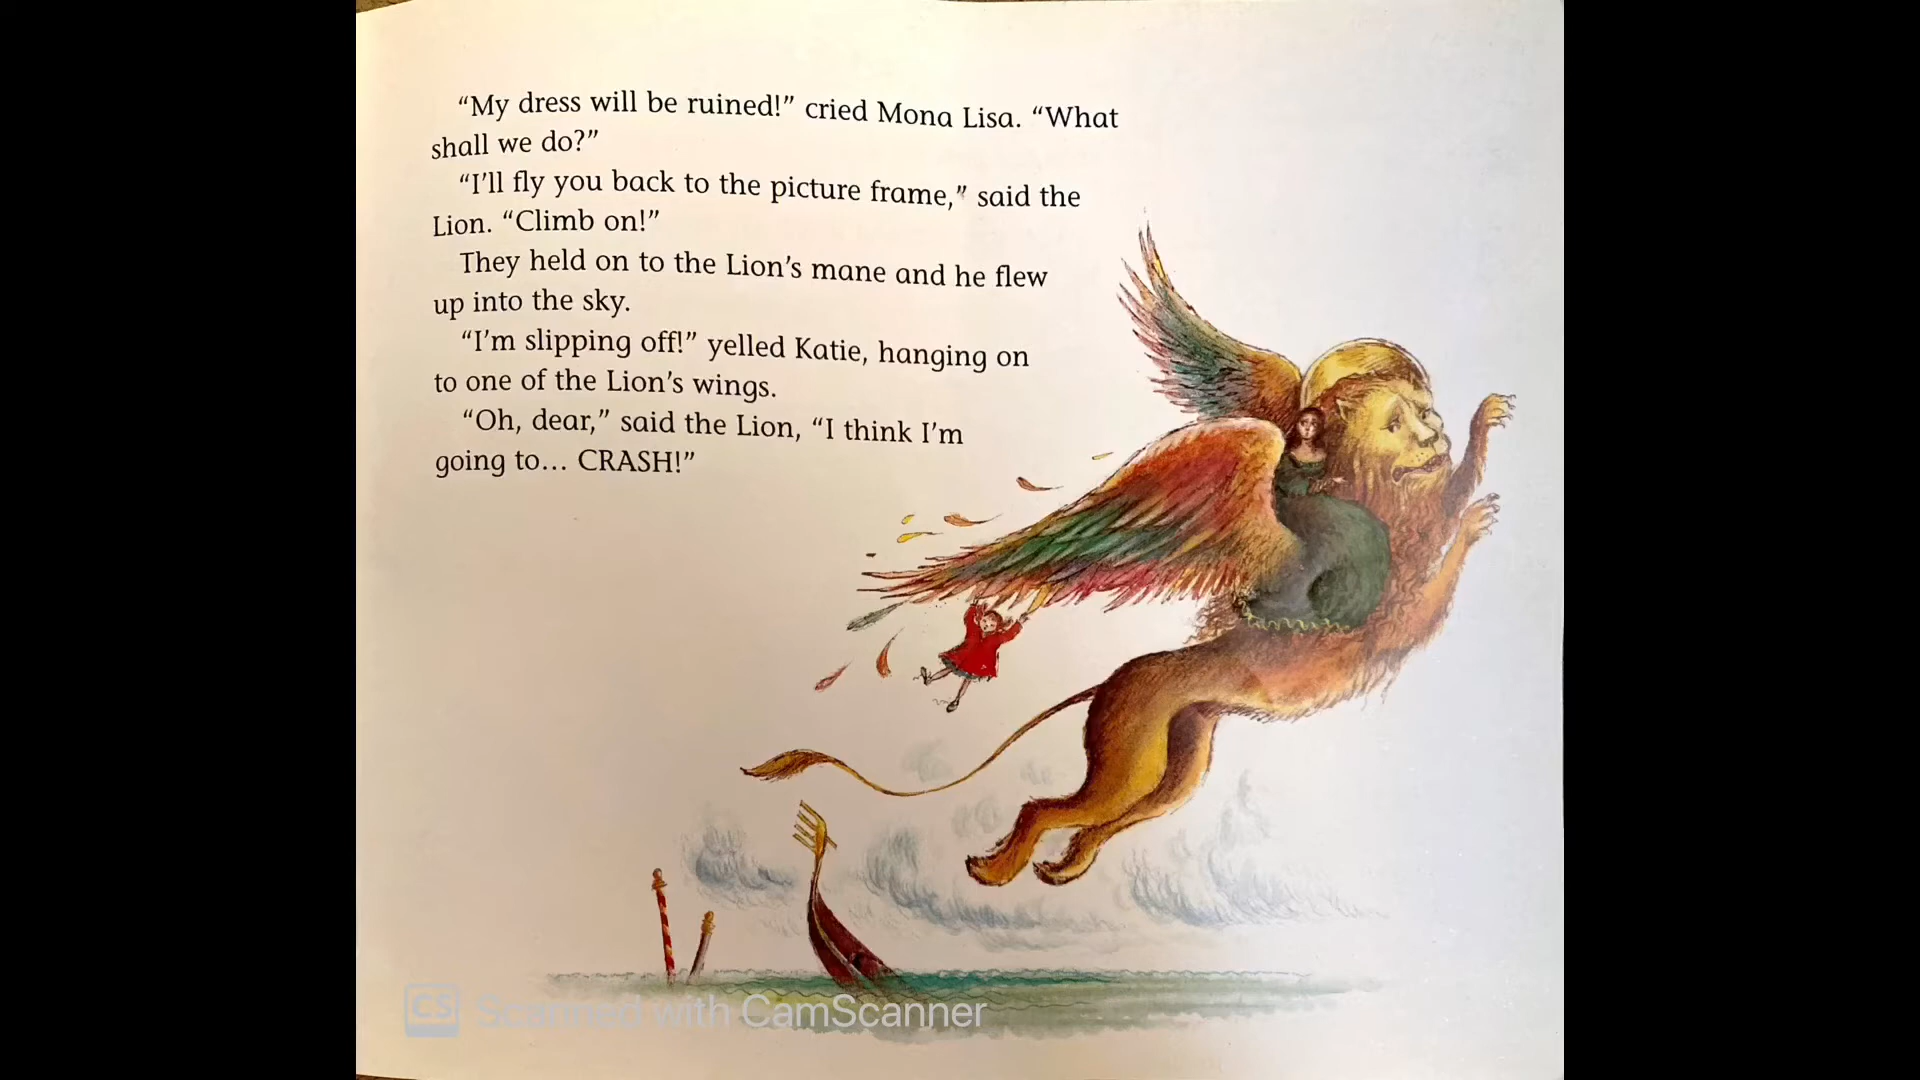 “My dress will be ruined!” cried Mona Lisa. “What
shall we do?”
“I’ll fly you back to the picture frame,” said the
Lion. “Climb on!”
They held on to the Lion’s mane and he flew
up into the sky.
“I’m slipping off!” yelled Katie, hanging on
to one of the Lion’s wings.
“Oh, dear,” said the Lion, “I think I’m
going to... CRASH!”
CS Scanned with CamScanner